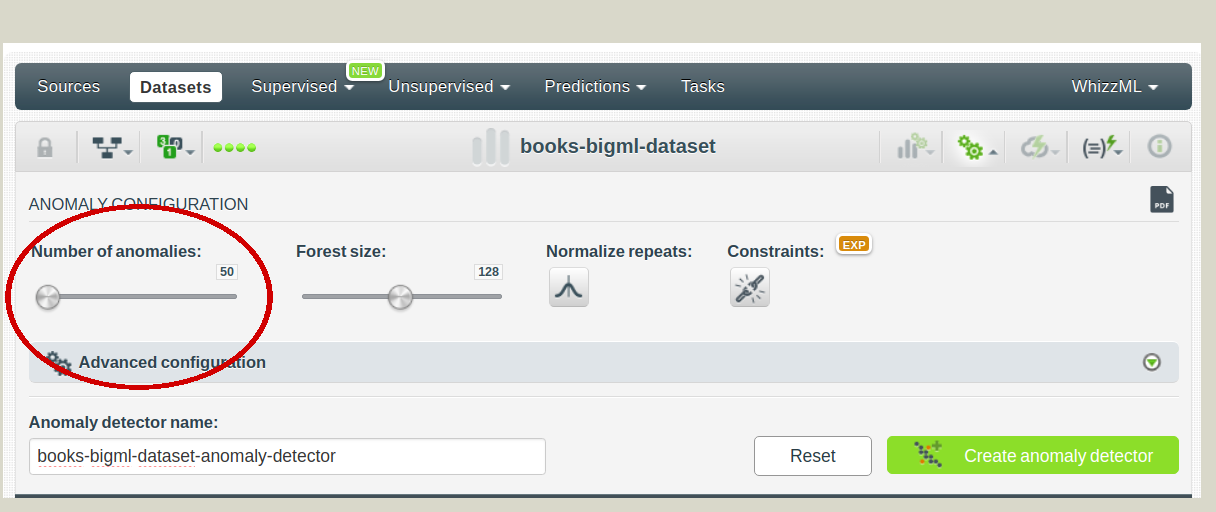 NEW
Sources Datasets Supervised Unsupervised Predictions Tasks WhizzML
books-bigml-dataset
ANOMALY CONFIGURATION
PDF
Number of anomalies: Forest size: Normalize repeats: Constraints: EXP
50 128
Advanced configuration
Anomaly detector name:
books-bigml-dataset-anomaly-detector Reset Create anomaly detector